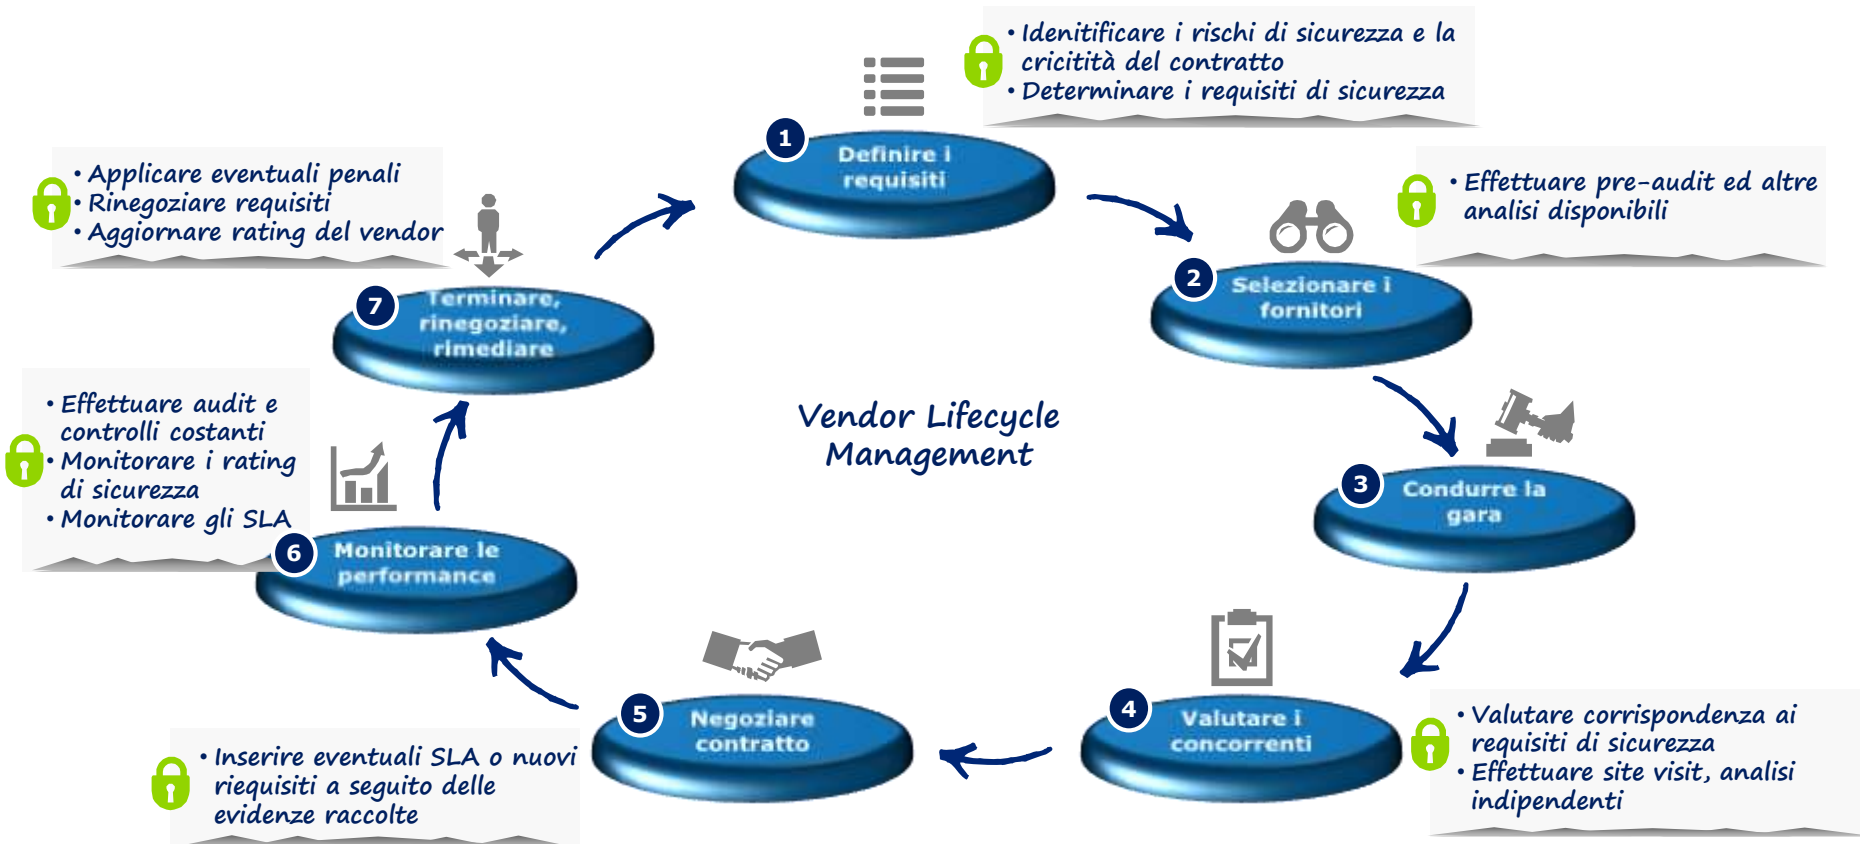 • Idenitificare i rischi di sicurezza e la
cricitità del contratto
• Determinare i requisiti di sicurezza
1
Definire i
requisiti
• Effettuare pre-audit ed altre
analisi disponibili
2
Selezionare i
fornitori
3
Condurre la
gara
4
Valutare i
concorrenti
• Valutare corrispondenza ai
requisiti di sicurezza
• Effettuare site visit, analisi
indipendenti
5
Negoziare
contratto
• Inserire eventuali SLA o nuovi
riequisiti a seguito delle
evidenze raccolte
6
Monitorare le
performance
• Effettuare audit e
controlli costanti
• Monitorare i rating
di sicurezza
• Monitorare gli SLA
7
Terminare,
rinegoziare,
rimediare
• Applicare eventuali penali
• Rinegoziare requisiti
• Aggiornare rating del vendor
Vendor Lifecycle
Management